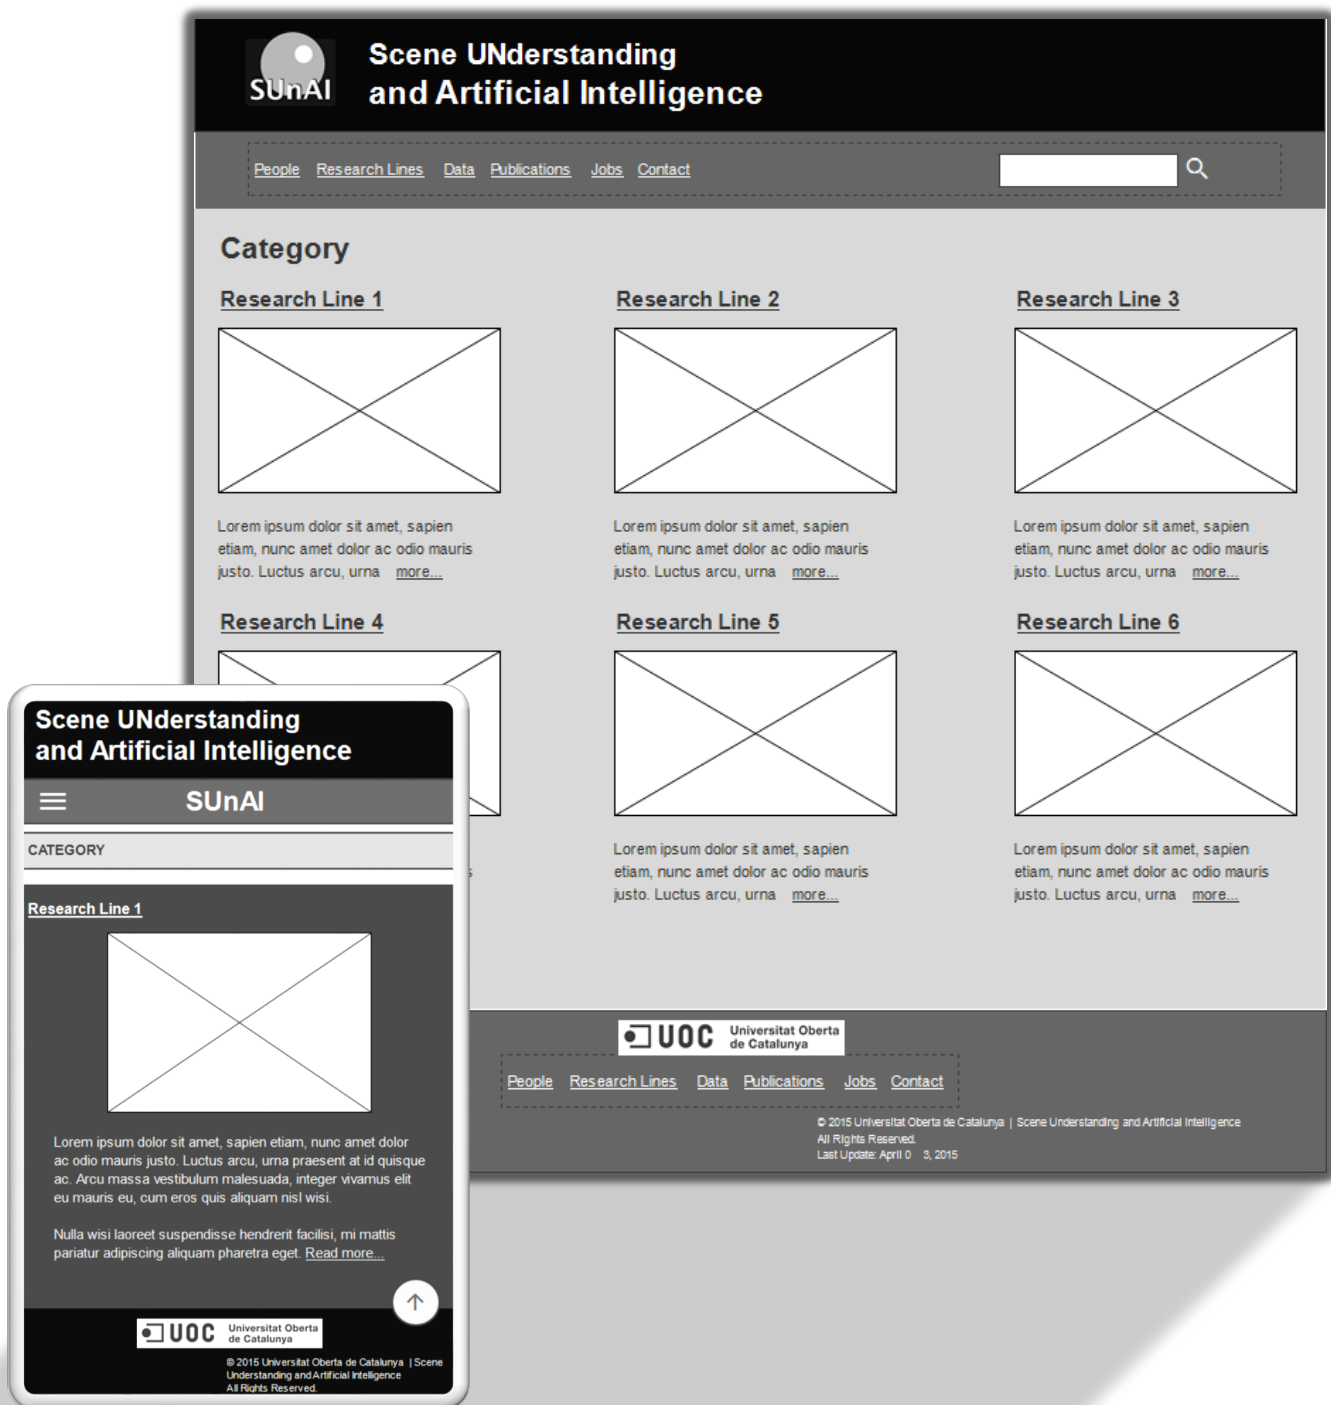 SUnAI
Scene UNderstanding
and Artificial Intelligence
People Research Lines Data Publications Jobs Contact
Category
Research Line 1 Research Line 2 Research Line 3
Lorem ipsum dolor sit amet, sapien
etiam, nunc amet dolor ac odio mauris
justo. Luctus arcu, urna more...
Lorem ipsum dolor sit amet, sapien
etiam, nunc amet dolor ac odio mauris
justo. Luctus arcu, urna more...
Lorem ipsum dolor sit amet, sapien
etiam, nunc amet dolor ac odio mauris
justo. Luctus arcu, urna more...
Research Line 4 Research Line 5 Research Line 6
Lorem ipsum dolor sit amet, sapien
etiam, nunc amet dolor ac odio mauris
justo. Luctus arcu, urna more...
Lorem ipsum dolor sit amet, sapien
etiam, nunc amet dolor ac odio mauris
justo. Luctus arcu, urna more...
UOC Universitat Oberta
de Catalunya
People Research Lines Data Publications Jobs Contact
© 2015 Universitat Oberta de Catalunya | Scene Understanding and Artificial Intelligence
All Rights Reserved.
Last Update: April 0 3, 2015
Scene UNderstanding
and Artificial Intelligence
SUnAI
CATEGORY
Research Line 1
Lorem ipsum dolor sit amet, sapien etiam, nunc amet dolor
ac odio mauris justo. Luctus arcu, urna praesent at id quisque
ac. Arcu massa vestibulum malesuada, integer vivamus elit
eu mauris eu, cum eros quis aliquam nisl wisi.
Nulla wisi laoreet suspendisse hendrerit facilisi, mi mattis
pariatur adipiscing aliquam pharetra eget. Read more...
UOC Universitat Oberta
de Catalunya
© 2015 Universitat Oberta de Catalunya | Scene
Understanding and Artificial Intelligence
All Rights Reserved.